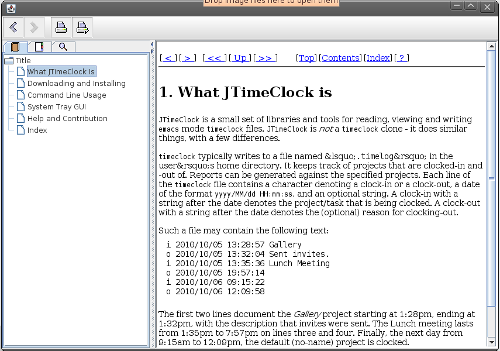 Drop image files here to open them
Title
What JTimeClock is
Downloading and Installing
Command Line Usage
System Tray GUI
Help and Contribution
Index
[ < ] [ > ] [ << ] [ Up ] [ >> ] [Top] [Contents] [Index] [ ? ]
1. What JTimeClock is
JTimeClock is a small set of libraries and tools for reading, viewing and writing
emacs mode timeclock files. JTimeClock is not a timeclock clone - it does similar
things, with a few differences.
timeclock typically writes to a file named &lsquo;.timelog&rsquo; in the
user&rsquo;s home directory. It keeps track of projects that are clocked-in and
-out of. Reports can be generated against the specified projects. Each line of
the timeclock file contains a character denoting a clock-in or a clock-out, a date
of the format yyyy/MM/dd HH:mm:ss, and an optional string. A clock-in with a
string after the date denotes the project/task that is being clocked. A clock-out
with a string after the date denotes the (optional) reason for clocking-out.
Such a file may contain the following text:
i 2010/10/05 13:28:57 Gallery
o 2010/10/05 13:32:04 Sent invites.
i 2010/10/05 13:35:36 Lunch Meeting
o 2010/10/05 19:57:14
i 2010/10/06 09:15:22
o 2010/10/06 12:09:58
The first two lines document the Gallery project starting at 1:28pm, ending at
1:32pm, with the description that invites were sent. The Lunch meeting lasts
from 1:35pm to 7:57pm on lines three and four. Finally, the next day from
9:15am to 12:09pm, the default (no-name) project is clocked.